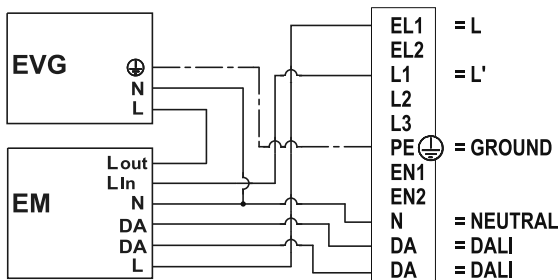 EVG
N
L
EM
Lout
LIn
N
DA
DA
L
EL1 = L
EL2
L1 = L'
L2
L3
PE = GROUND
EN1
EN2
N = NEUTRAL
DA = DALI
DA = DALI